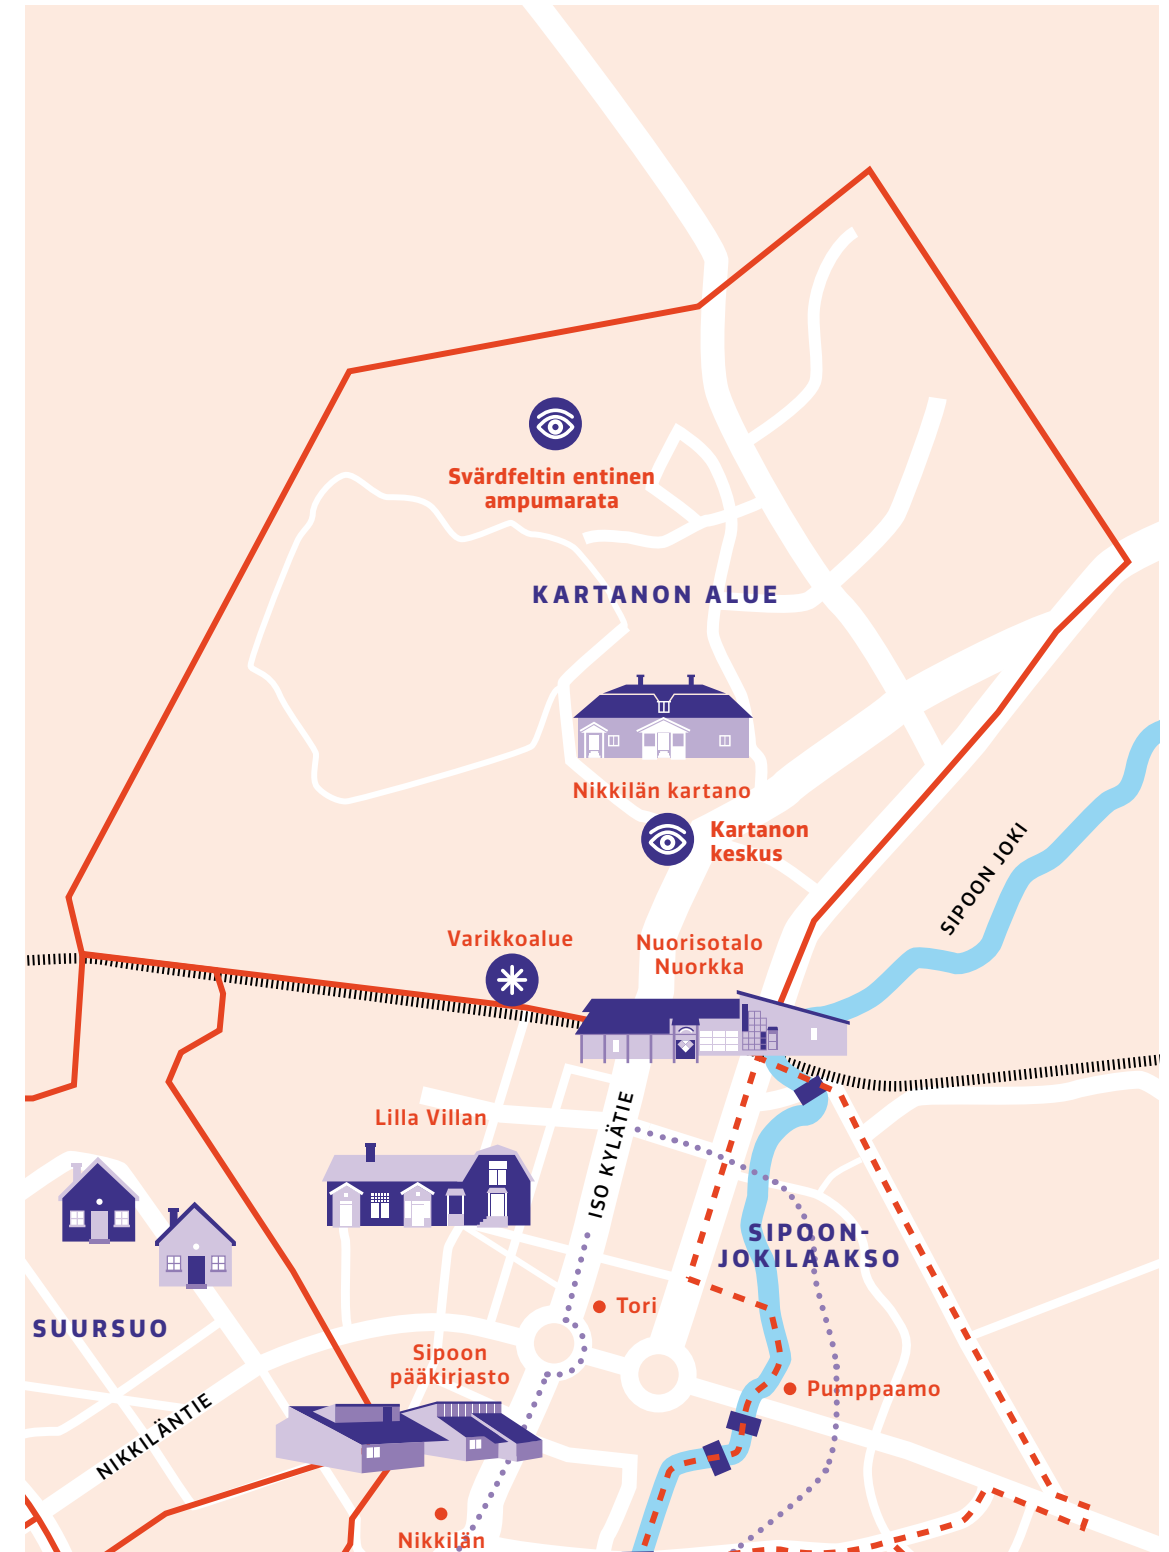 Svärdfeltin entinen
ampumarata
KARTANON ALUE
Nikkilän kartano
Kartanon
keskus
SIPOON JOKI
Varikkoalue
Nuorisotalo
Nuorkka
Lilla Villan
ISO KYLÄTIE
SIPOON-
JOKILAAKSO
Tori
SUURSUO
Sipoon
pääkirjasto
Pumppaamo
NIKKILÄNTIE
Nikkilän